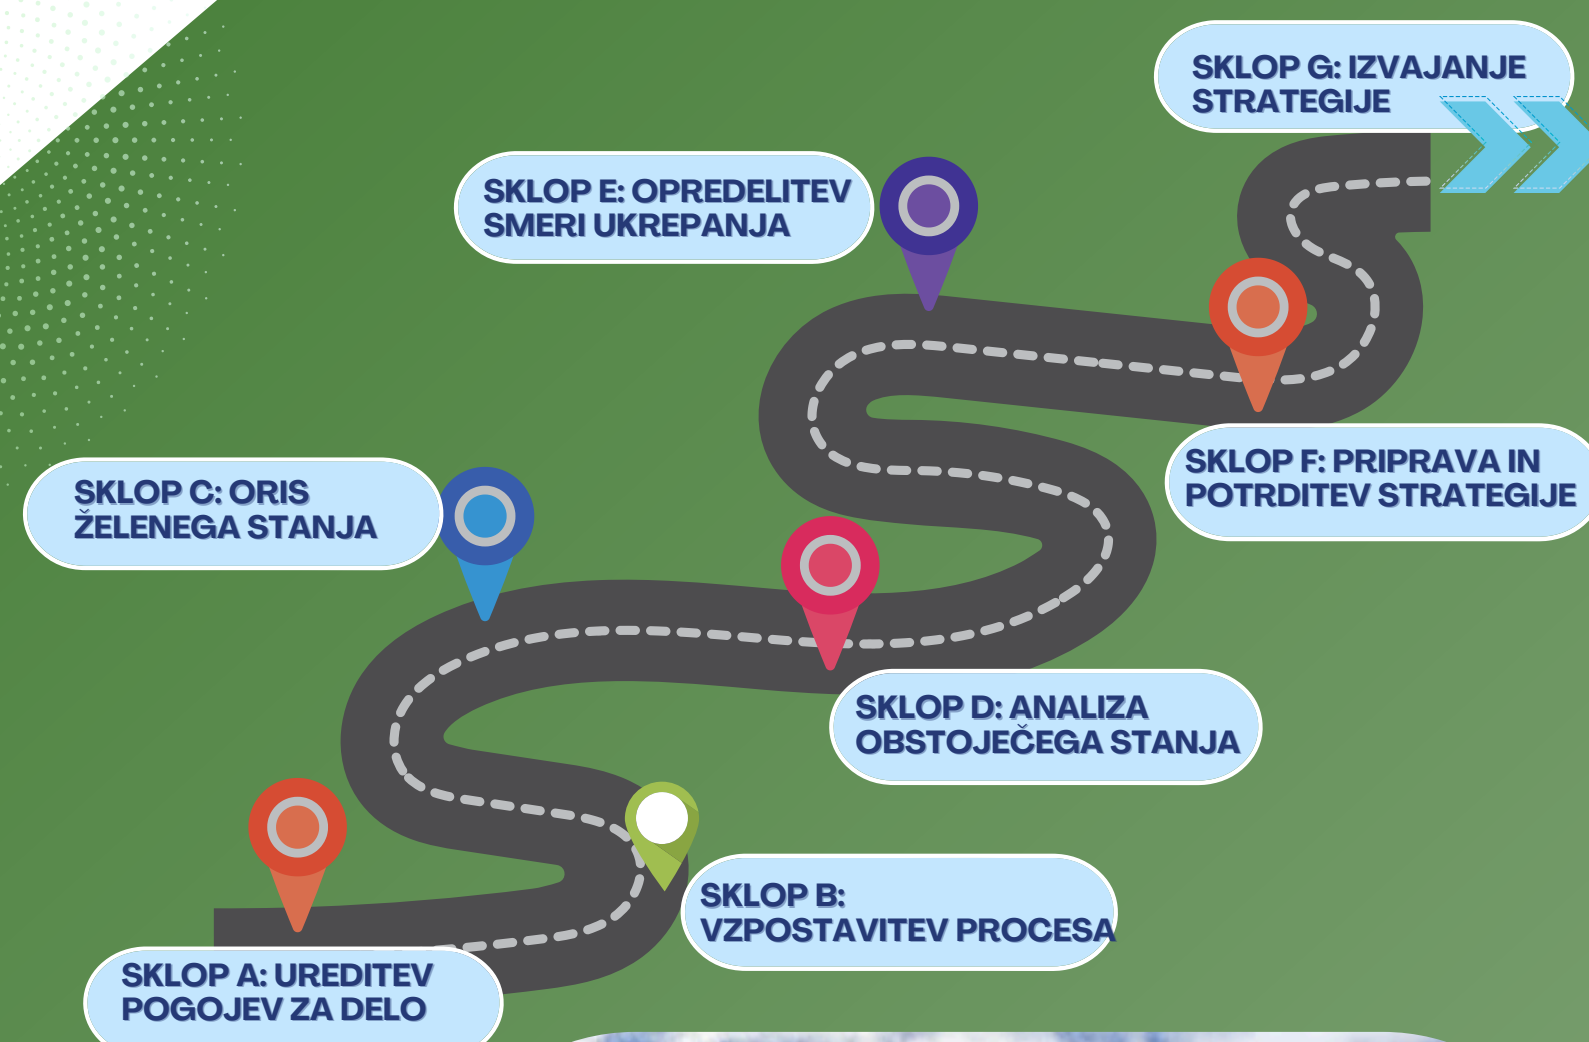 SKLOP G: IZVAJANJE
STRATEGIJE
SKLOP E: OPREDELITEV
SMERI UKREPANJA
SKLOP F: PRIPRAVA IN
POTRDITEV STRATEGIJE
SKLOP C: ORIS
ŽELENEGA STANJA
SKLOP D: ANALIZA
OBSTOJEČEGA STANJA
SKLOP B:
VZPOSTAVITEV PROCESA
SKLOP A: UREDITEV
POGOJEV ZA DELO